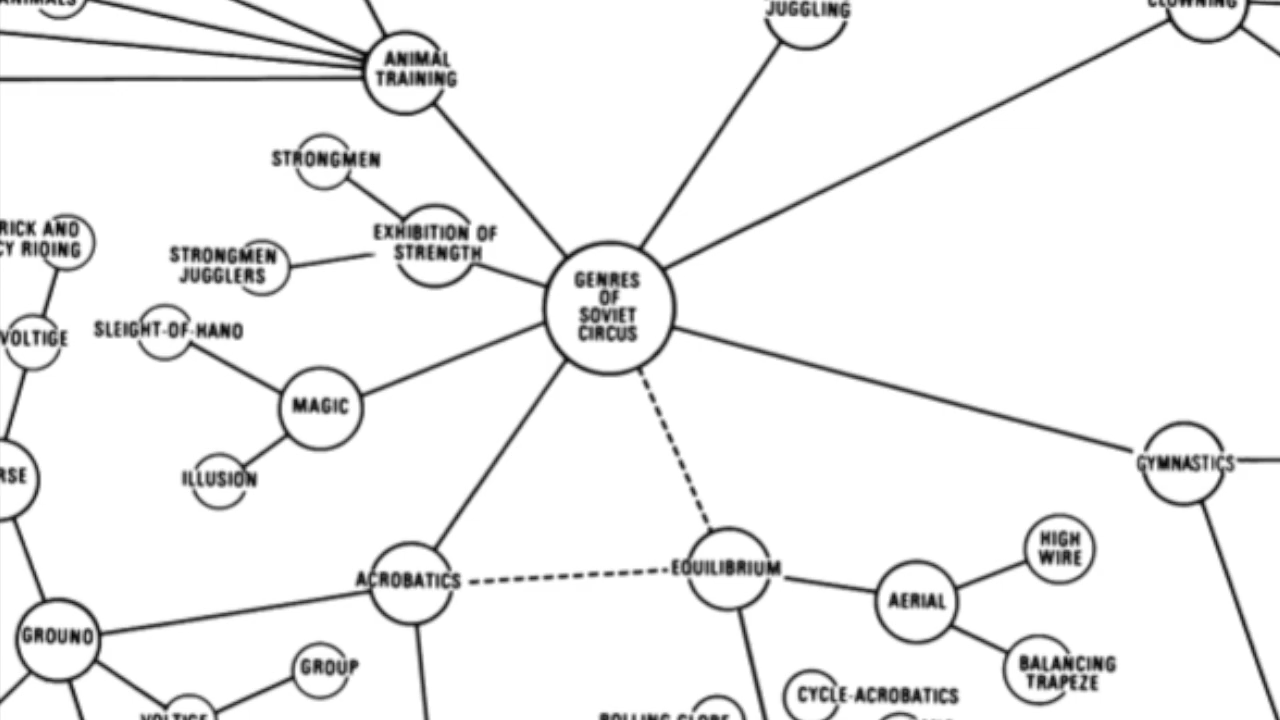 ANIMALS
JUGGLING
CLOWNING
ANIMAL
TRAINING
STRONGMEN
RICK AND
CY RIDING
EXHIBITION OF
STRENGTH
STRONGMEN
JUGGLERS
GENRES
OF
SOVIET
CIRCUS
VOLTIGE
SLEIGHT-OF-HAND
MAGIC
ILLUSION
RSE
GYMNASTICS
ACROBATICS
EQUILIBRIUM
HIGH
WIRE
AERIAL
GROUND
GROUP
BALANCING
TRAPEZE
CYCLE-ACROBATICS
VOLTIGE
ROLLING GLOBE